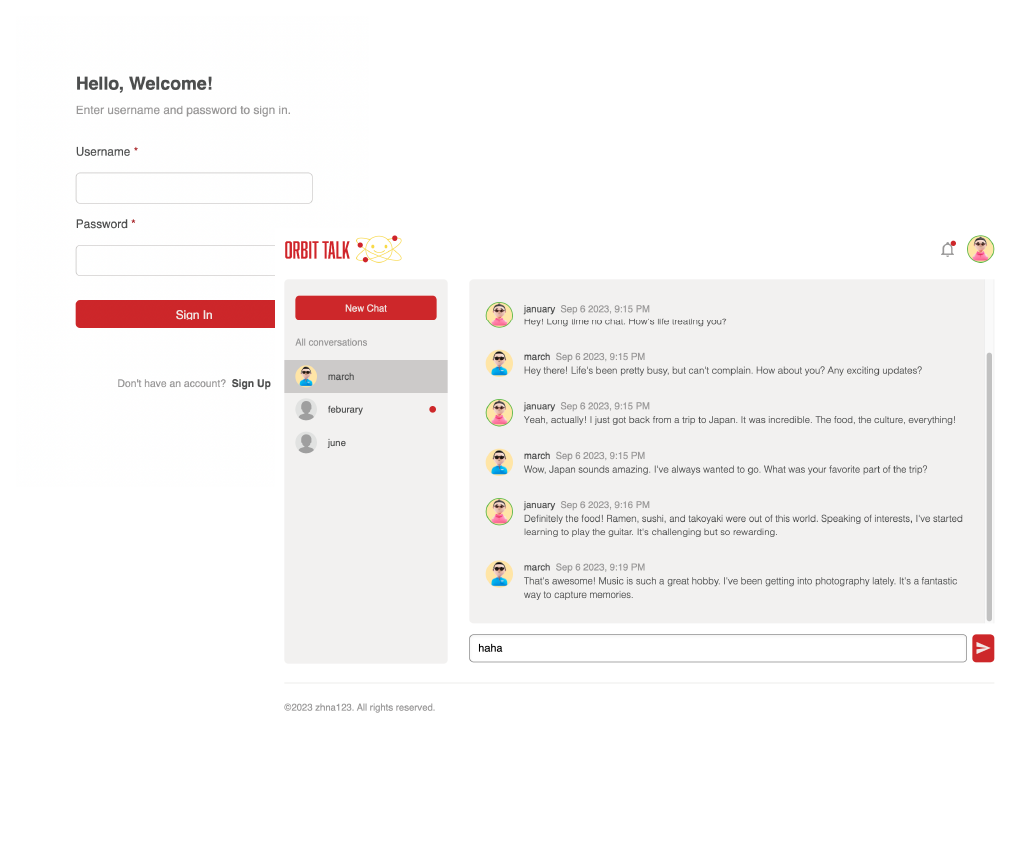 Hello, Welcome!
Enter username and password to sign in.
Username *
Password *
Sign In
Don't have an account? Sign Up
ORBIT TALK
New Chat
All conversations
march
feburary
june
january Sep 6 2023, 9:15 PM
Hey! Long time no chat. How's life treating you?
march Sep 6 2023, 9:15 PM
Hey there! Life's been pretty busy, but can't complain. How about you? Any exciting updates?
january Sep 6 2023, 9:15 PM
Yeah, actually! I just got back from a trip to Japan. It was incredible. The food, the culture, everything!
march Sep 6 2023, 9:15 PM
Wow, Japan sounds amazing. I've always wanted to go. What was your favorite part of the trip?
january Sep 6 2023, 9:16 PM
Definitely the food! Ramen, sushi, and takoyaki were out of this world. Speaking of interests, I've started
learning to play the guitar. It's challenging but so rewarding.
march Sep 6 2023, 9:19 PM
That's awesome! Music is such a great hobby. I've been getting into photography lately. It's a fantastic
way to capture memories.
haha
©2023 zhna123. All rights reserved.